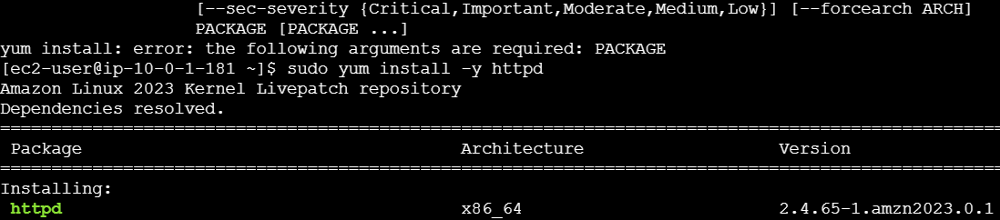 [--sec-severity {Critical,Important,Moderate,Medium,Low}] [--forcearch ARCH]
PACKAGE [PACKAGE ...]
yum install: error: the following arguments are required: PACKAGE
[ec2-user@ip-10-0-1-181 ~]$ sudo yum install -y httpd
Amazon Linux 2023 Kernel Livepatch repository
Dependencies resolved.
================================================================================
Package Architecture Version
================================================================================
Installing:
httpd x86_64 2.4.65-1.amzn2023.0.1